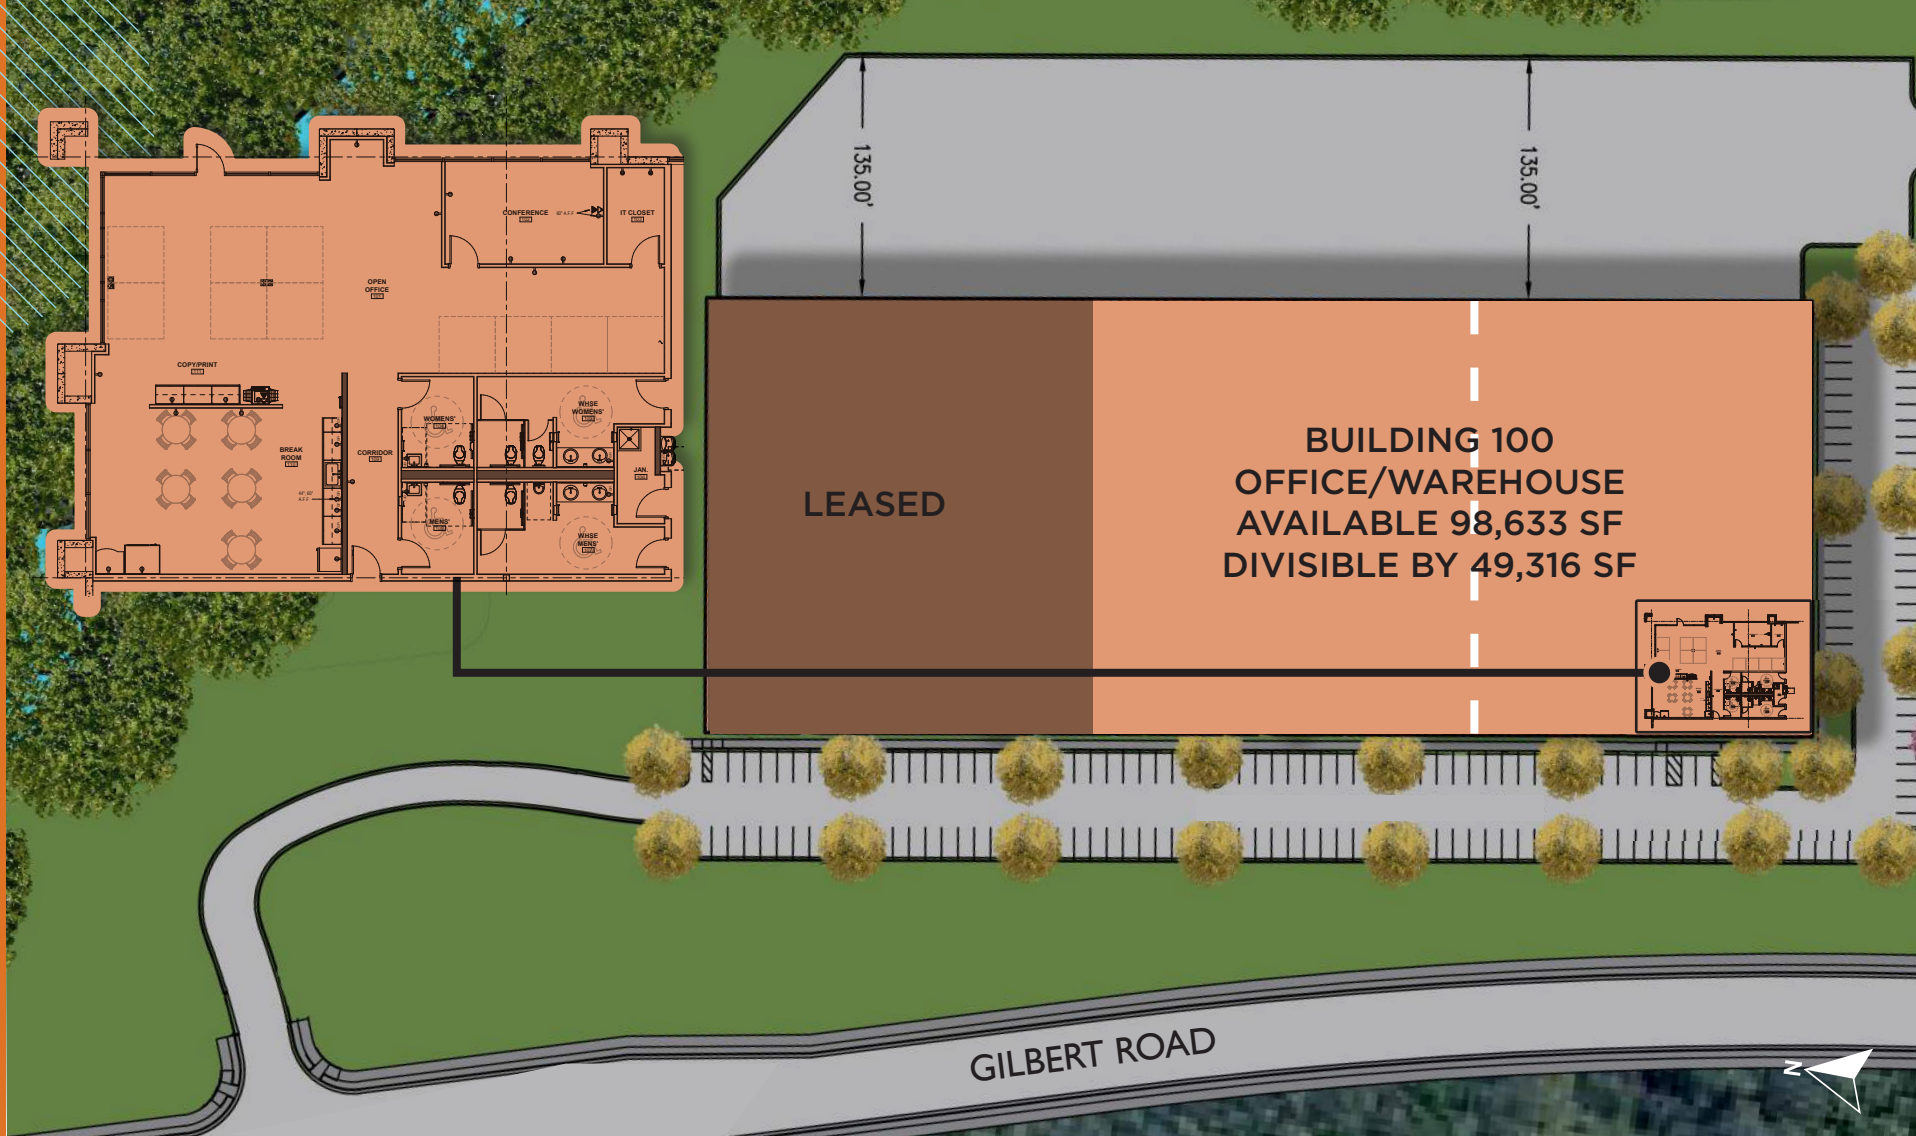 135.00'
135.00'
CONFERENCE
IT CLOSET
OPEN
OFFICE
COPY/PRINT
BREAK
ROOM
CORRIDOR
WOMENS'
WHSE
WOMENS'
JAN.
MENS'
WHSE
MENS'
LEASED
BUILDING 100
OFFICE/WAREHOUSE
AVAILABLE 98,633 SF
DIVISIBLE BY 49,316 SF
GILBERT ROAD
N